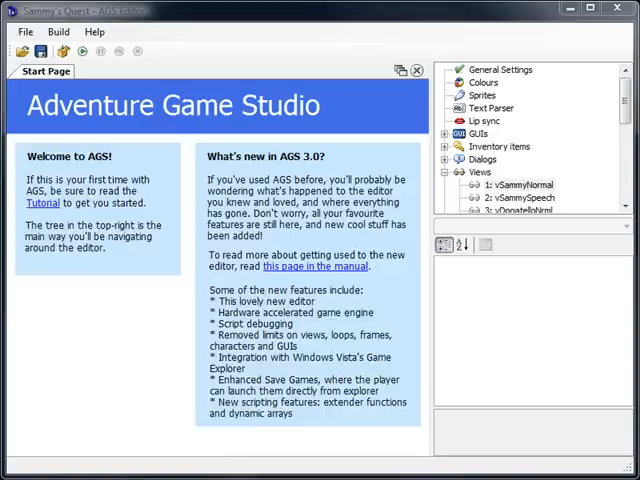 Sammy's Quest - AGS Editor
File Build Help
Start Page
Adventure Game Studio
Welcome to AGS!
If this is your first time with
AGS, be sure to read the
Tutorial to get you started.
The tree in the top-right is the
main way you'll be navigating
around the editor.
What's new in AGS 3.0?
If you've used AGS before, you'll probably be
wondering what's happened to the editor
you knew and loved, and where everything
has gone. Don't worry, all your favourite
features are still here, and new cool stuff has
been added!
To read more about getting used to the new
editor, read this page in the manual.
Some of the new features include:
* This lovely new editor
* Hardware accelerated game engine
* Script debugging
* Removed limits on views, loops, frames,
characters and GUIs
* Integration with Windows Vista's Game
Explorer
* Enhanced Save Games, where the player
can launch them directly from explorer
* New scripting features: extender functions
and dynamic arrays
General Settings
Colours
Sprites
Text Parser
Lip sync
GUI GUIs
Inventory items
Dialogs
Views
1: vSammyNormal
2: vSammySpeech
3: vDonatelloNrml